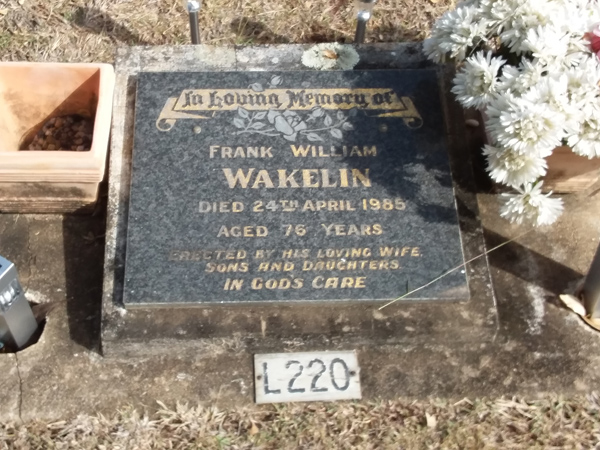 In Loving Memory of
FRANK WILLIAM
WAKELIN
DIED 24TH APRIL 1985
AGED 76 YEARS
ERECTED BY HIS LOVING WIFE,
SONS AND DAUGHTERS
IN GODS CARE
L220